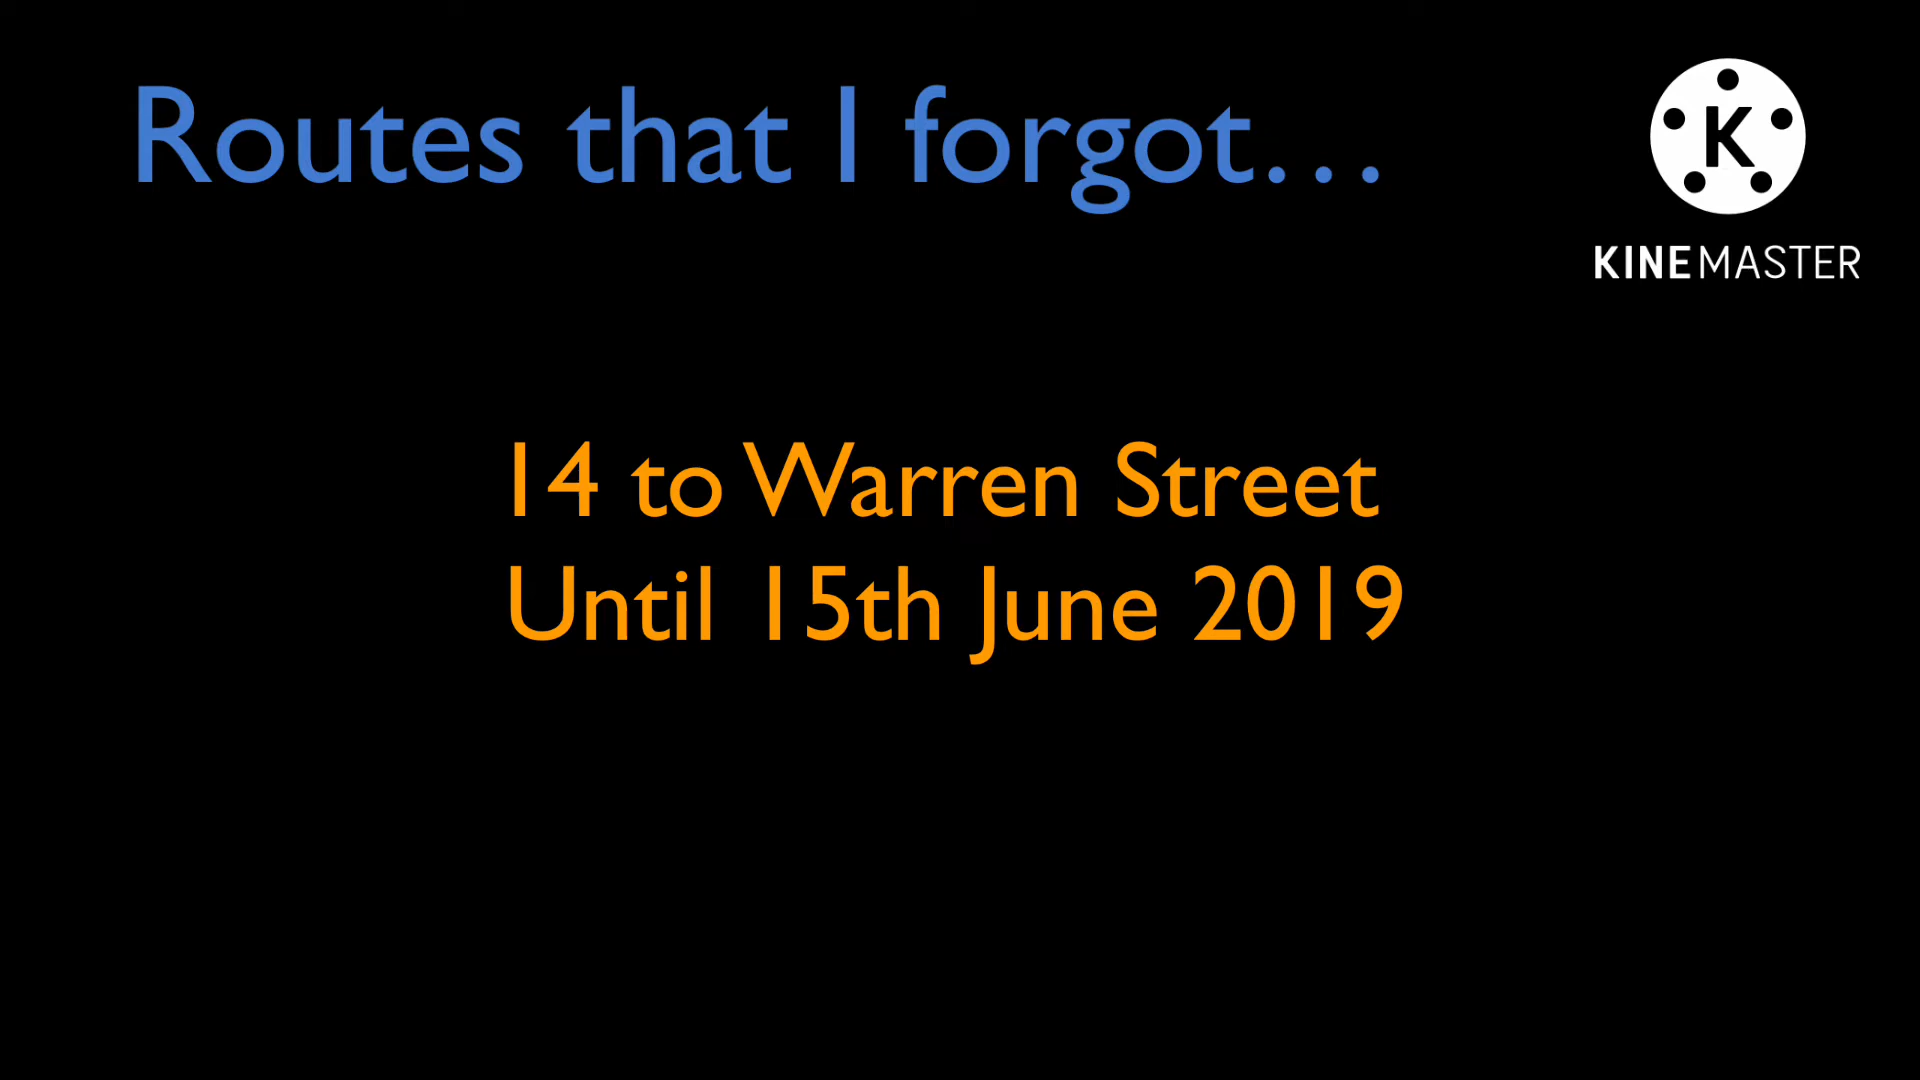 Routes that I forgot...
K
KINEMASTER
14 to Warren Street
Until 15th June 2019